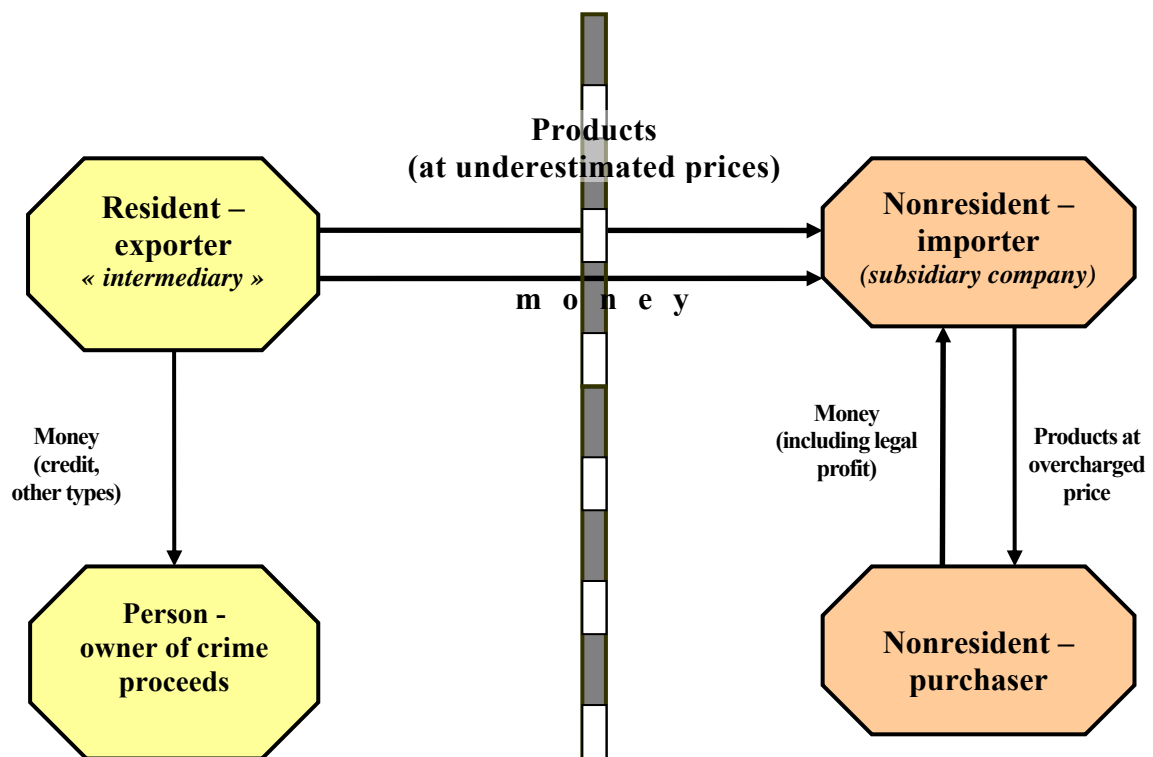 Products
(at underestimated prices)
Resident –
exporter
« intermediary »
Nonresident –
importer
(subsidiary company)
m o n e y
Money
(credit,
other types)
Money
(including legal
profit)
Products at
overcharged
price
Person -
owner of crime
proceeds
Nonresident –
purchaser